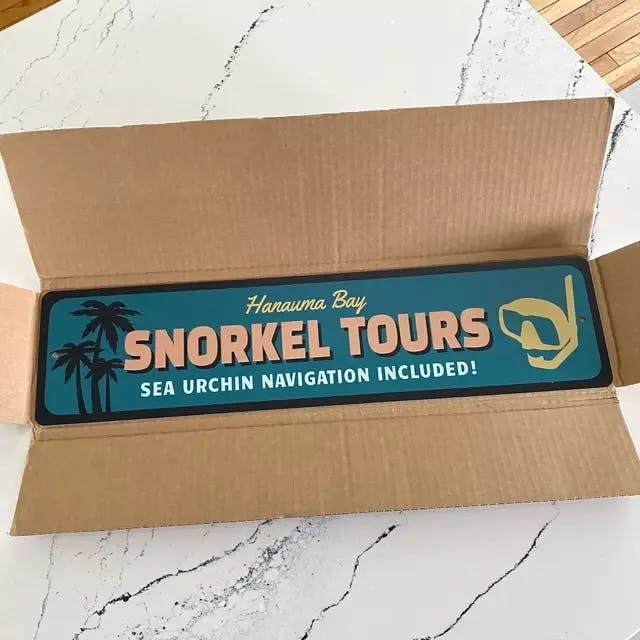 Hanauma Bay
SNORKEL TOURS
SEA URCHIN NAVIGATION INCLUDED!